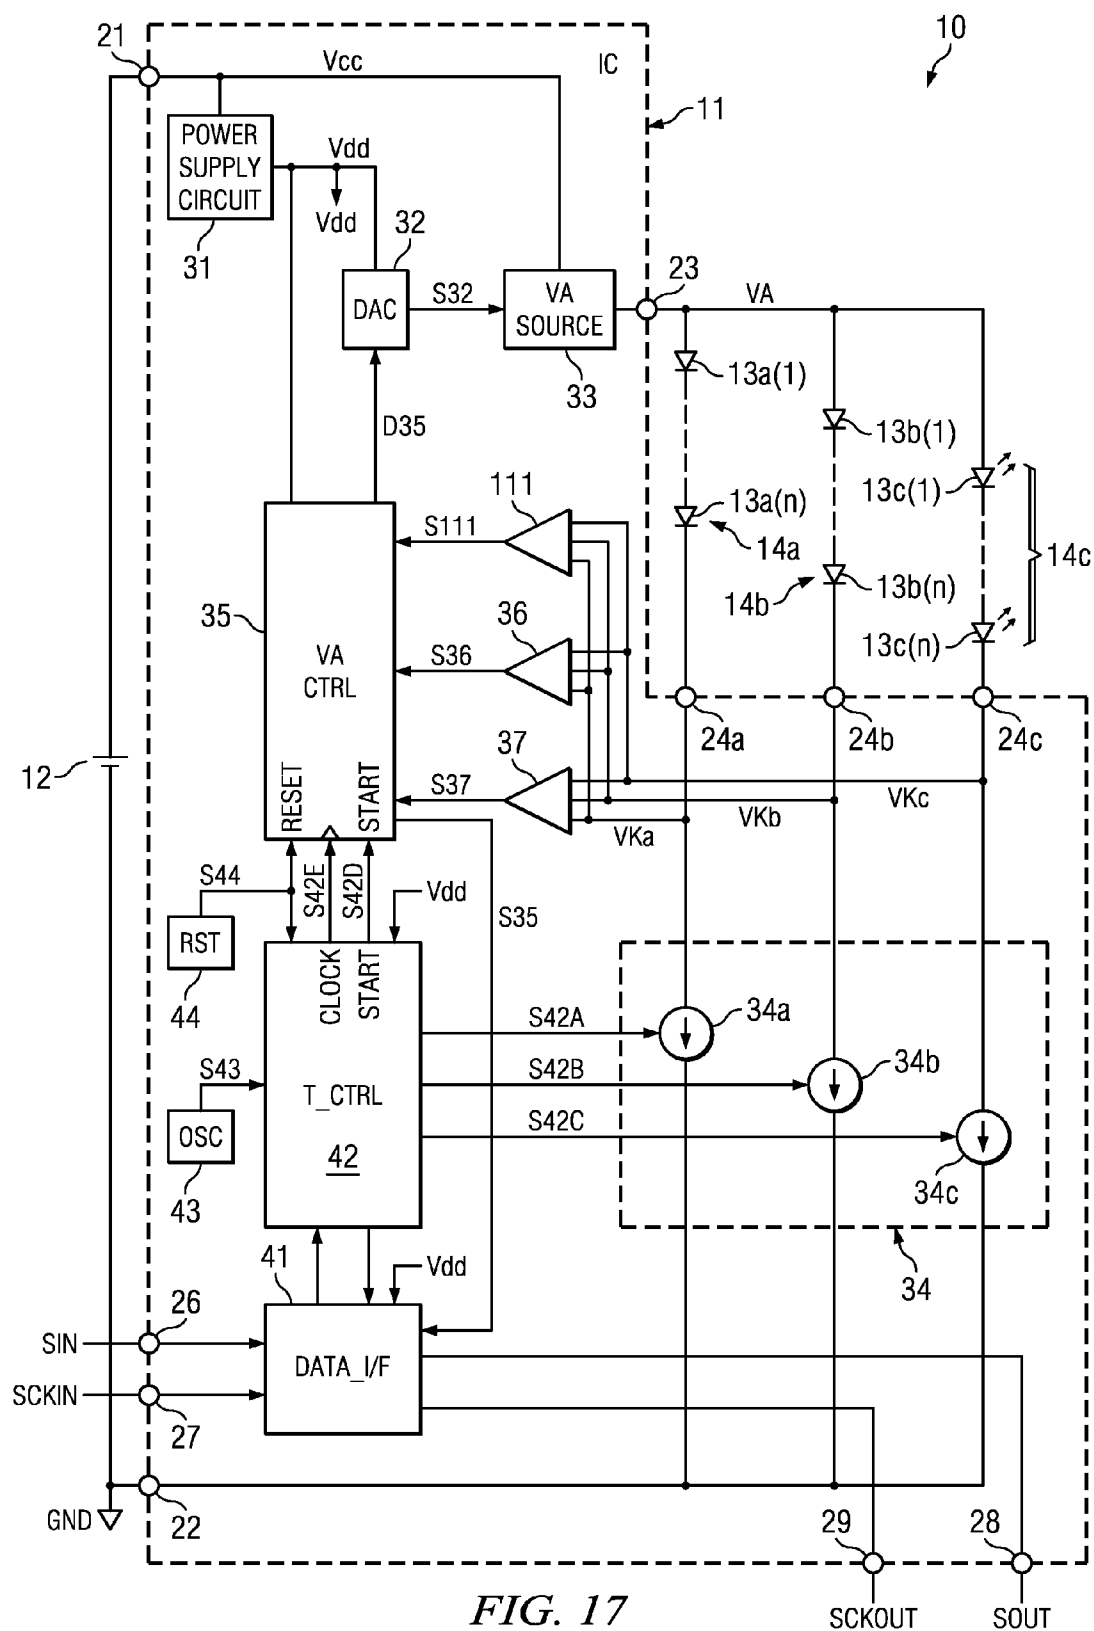 21
Vcc
IC
10
11
POWER
SUPPLY
CIRCUIT
Vdd
Vdd
31
32
DAC
S32
VA
SOURCE
33
23
VA
13a(1)
13b(1)
13c(1)
D35
111
S111
13a(n)
14a
14b
13b(n)
14c
13c(n)
35
VA
CTRL
36
S36
24a
24b
24c
12
RESET
START
37
S37
VKa
VKb
VKc
S44
S42E
S42D
Vdd
S35
RST
44
CLOCK
START
S42A
34a
S43
T_CTRL
S42B
34b
OSC
42
S42C
43
34c
41
Vdd
34
SIN
26
DATA_I/F
SCKIN
27
GND
22
29
28
SCKOUT
SOUT
FIG. 17